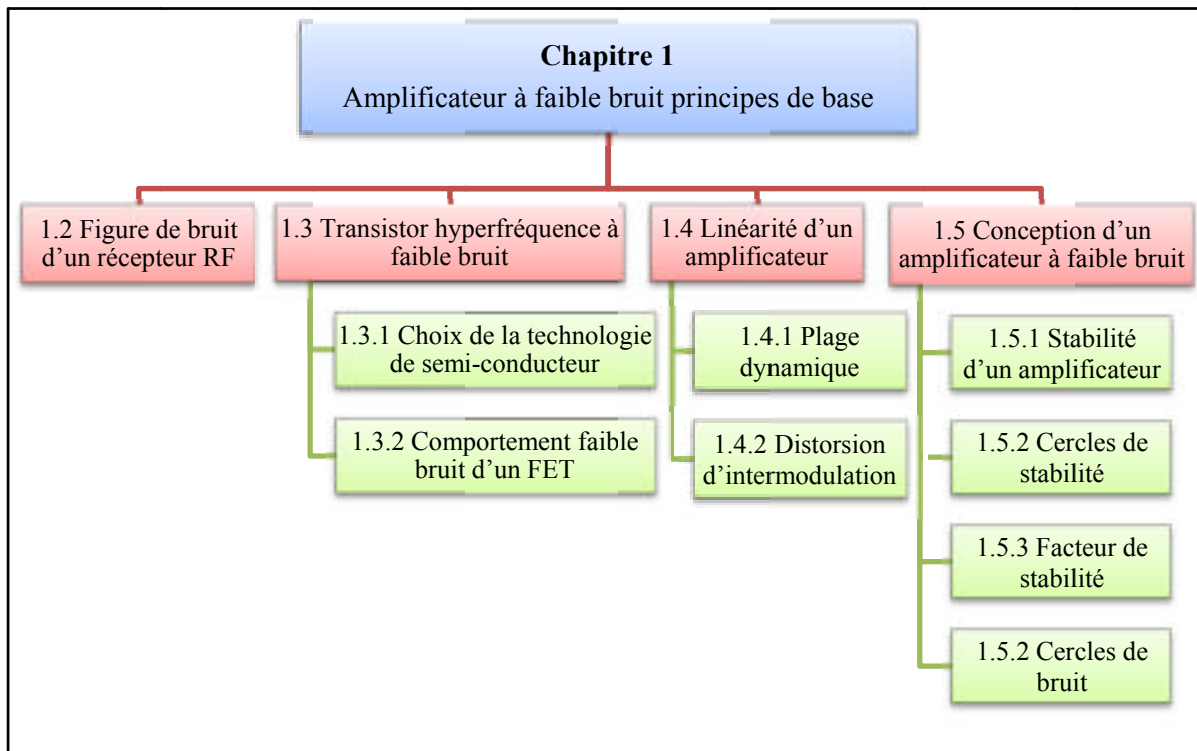 Chapitre 1
Amplificateur à faible bruit principes de base
1.2 Figure de bruit
d’un récepteur RF
1.3 Transistor hyperfréquence à
faible bruit
1.3.1 Choix de la technologie
de semi-conducteur
1.3.2 Comportement faible
bruit d’un FET
1.4 Linéarité d’un
amplificateur
1.4.1 Plage
dynamique
1.4.2 Distorsion
d’intermodulation
1.5 Conception d’un
amplificateur à faible bruit
1.5.1 Stabilité
d’un amplificateur
1.5.2 Cercles de
stabilité
1.5.3 Facteur de
stabilité
1.5.2 Cercles de
bruit